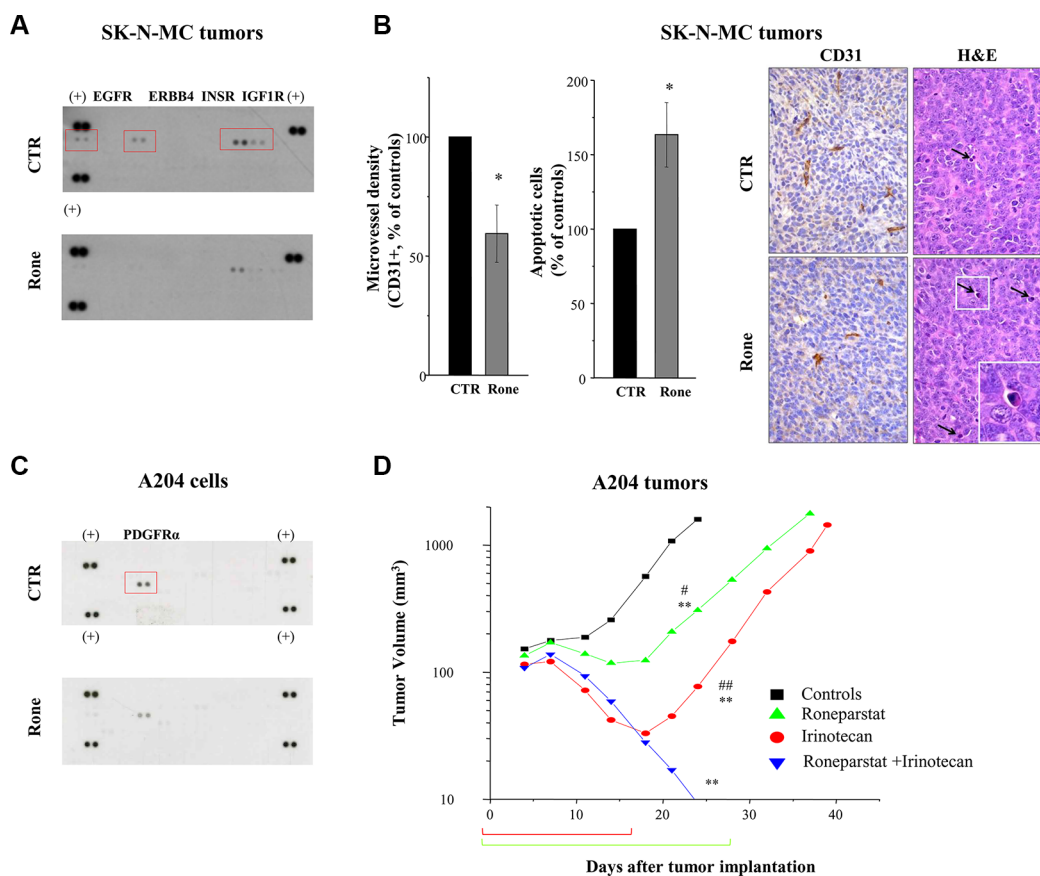 A
SK-N-MC tumors
(+) EGFR ERBB4 INSR IGF1R (+)
CTR
(+)
Rone
B
SK-N-MC tumors
Microvessel density
(CD31+, % of controls)
100
50
0
*
CTR Rone
Apoptotic cells
(% of controls)
200
150
100
50
0
*
CTR Rone
CD31 H&E
CTR
Rone
C
A204 cells
(+) PDGFRα (+)
CTR
(+) (+)
Rone
D
A204 tumors
Tumor Volume (mm³)
1000
100
10
#
**
##
**
**
Controls
Roneparstat
Irinotecan
Roneparstat +Irinotecan
0 10 20 30 40
Days after tumor implantation